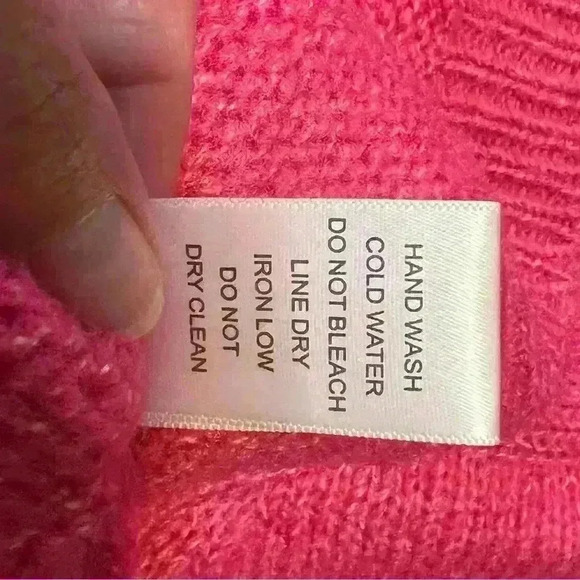 HAND WASH
COLD WATER
DO NOT BLEACH
LINE DRY
IRON LOW
DO NOT
DRY CLEAN